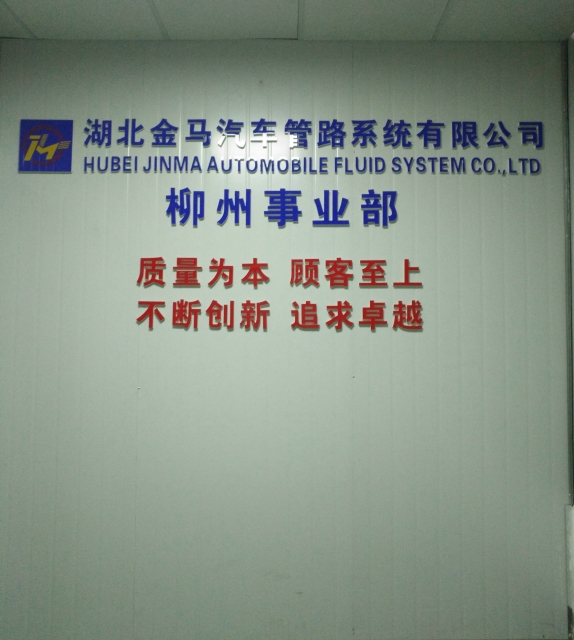 湖北金马汽车管路系统有限公司
HUBEI JINMA AUTOMOBILE FLUID SYSTEM CO.,LTD
柳州事业部
质量为本 顾客至上
不断创新 追求卓越